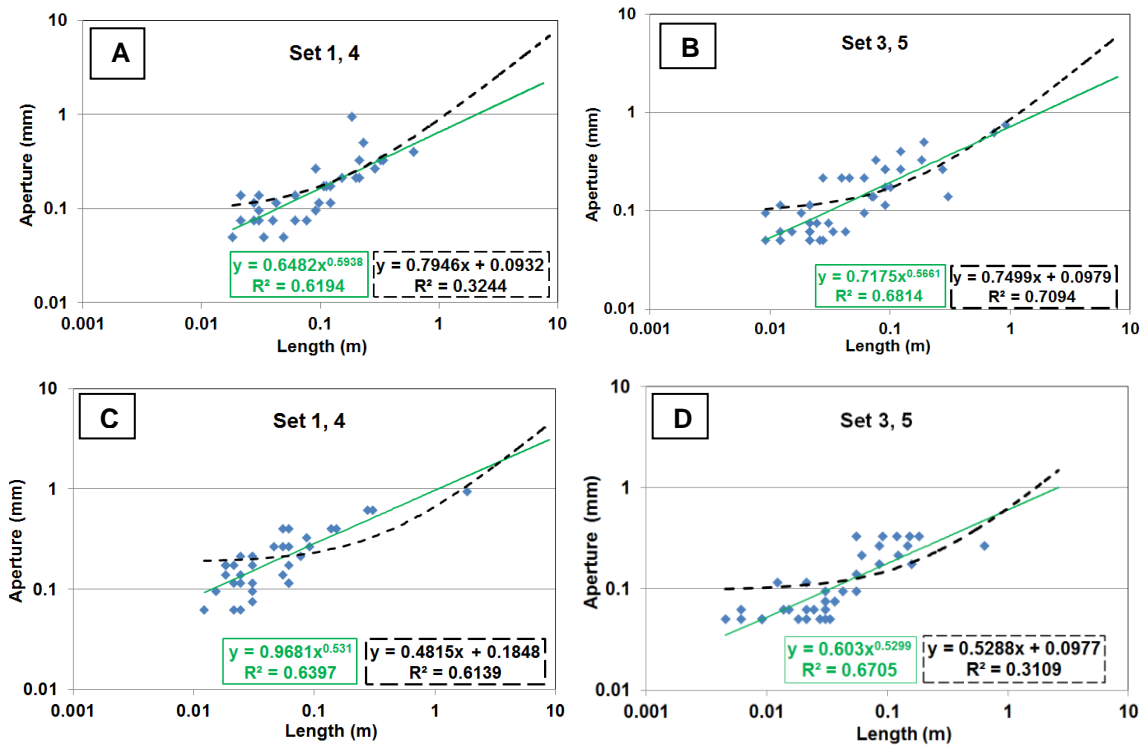 A
Set 1, 4
Aperture (mm)
10
1
0.1
0.01
y = 0.6482x^0.5938
R² = 0.6194
y = 0.7946x + 0.0932
R² = 0.3244
0.001
0.01
0.1
1
10
Length (m)
B
Set 3, 5
Aperture (mm)
10
1
0.1
0.01
y = 0.7175x^0.5661
R² = 0.6814
y = 0.7499x + 0.0979
R² = 0.7094
0.001
0.01
0.1
1
10
Length (m)
C
Set 1, 4
Aperture (mm)
10
1
0.1
0.01
y = 0.9681x^0.531
R² = 0.6397
y = 0.4815x + 0.1848
R² = 0.6139
0.001
0.01
0.1
1
10
Length (m)
D
Set 3, 5
Aperture (mm)
10
1
0.1
0.01
y = 0.603x^0.5299
R² = 0.6705
y = 0.5288x + 0.0977
R² = 0.3109
0.001
0.01
0.1
1
10
Length (m)